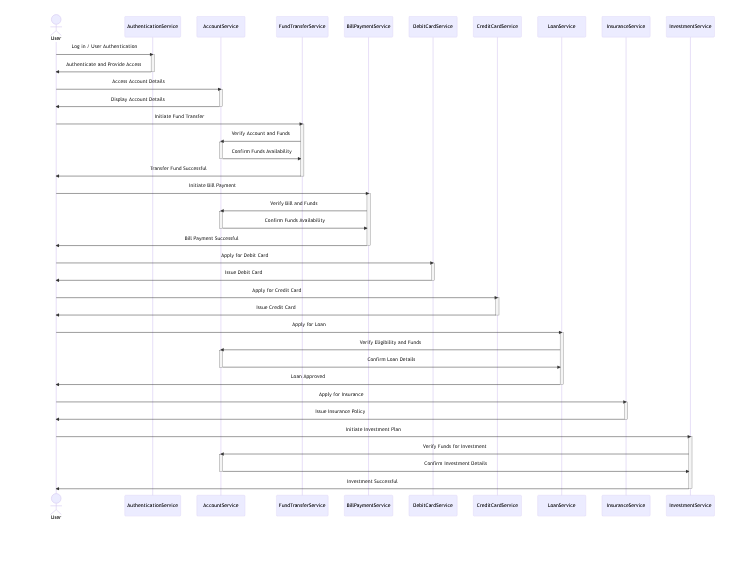 AuthenticationService AccountService FundTransferService BillPaymentService DebitCardService CreditCardService LoanService InsuranceService InvestmentService
User
Log in / User Authentication
Authenticate and Provide Access
Access Account Details
Display Account Details
Initiate Fund Transfer
Verify Account and Funds
Confirm Funds Availability
Transfer Fund Successful
Initiate Bill Payment
Verify Bill and Funds
Confirm Funds Availability
Bill Payment Successful
Apply for Debit Card
Issue Debit Card
Apply for Credit Card
Issue Credit Card
Apply for Loan
Verify Eligibility and Funds
Confirm Loan Details
Loan Approved
Apply for Insurance
Issue Insurance Policy
Initiate Investment Plan
Verify Funds for Investment
Confirm Investment Details
Investment Successful
AuthenticationService AccountService FundTransferService BillPaymentService DebitCardService CreditCardService LoanService InsuranceService InvestmentService
User